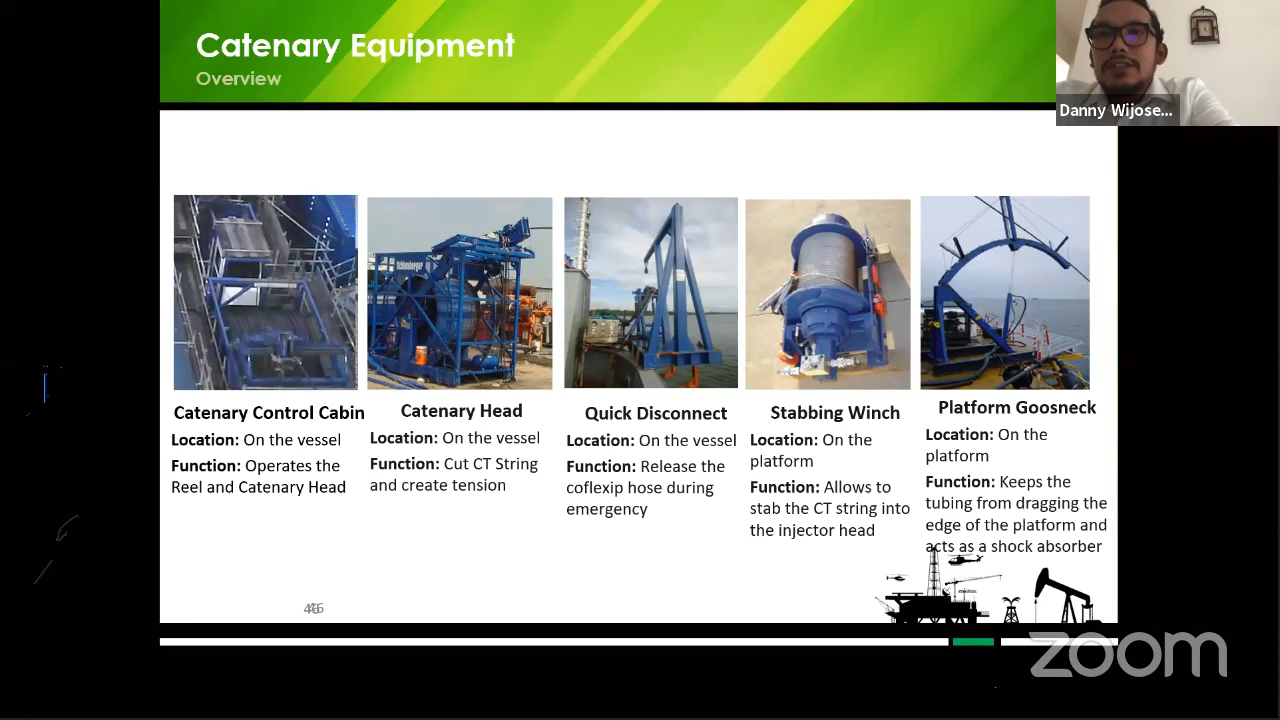 Catenary Equipment
Overview
Danny Wijose...
Schlumberger
Catenary Control Cabin
Location: On the vessel
Function: Operates the
Reel and Catenary Head
Catenary Head
Location: On the vessel
Function: Cut CT String
and create tension
Quick Disconnect
Location: On the vessel
Function: Release the
coflexip hose during
emergency
Stabbing Winch
Location: On the
platform
Function: Allows to
stab the CT string into
the injector head
Platform Goosneck
Location: On the
platform
Function: Keeps the
tubing from dragging the
edge of the platform and
acts as a shock absorber
zoom